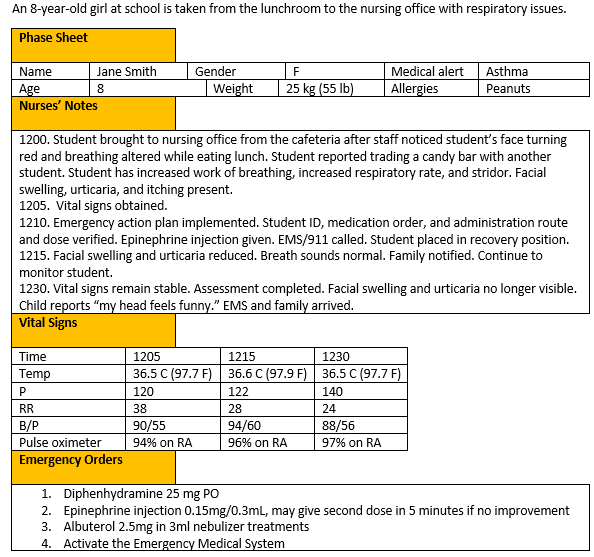 An 8-year-old girl at school is taken from the lunchroom to the nursing office with respiratory issues.
Phase Sheet
Name Jane Smith Gender F Medical alert Asthma
Age 8 Weight 25 kg (55 lb) Allergies Peanuts
Nurses' Notes
1200. Student brought to nursing office from the cafeteria after staff noticed student's face turning
red and breathing altered while eating lunch. Student reported trading a candy bar with another
student. Student has increased work of breathing, increased respiratory rate, and stridor. Facial
swelling, urticaria, and itching present.
1205. Vital signs obtained.
1210. Emergency action plan implemented. Student ID, medication order, and administration route
and dose verified. Epinephrine injection given. EMS/911 called. Student placed in recovery position.
1215. Facial swelling and urticaria reduced. Breath sounds normal. Family notified. Continue to
monitor student.
1230. Vital signs remain stable. Assessment completed. Facial swelling and urticaria no longer visible.
Child reports "my head feels funny." EMS and family arrived.
Vital Signs
Time 1205 1215 1230
Temp 36.5 C (97.7 F) 36.6 C (97.9 F) 36.5 C (97.7 F)
P 120 122 140
RR 38 28 24
B/P 90/55 94/60 88/56
Pulse oximeter 94% on RA 96% on RA 97% on RA
Emergency Orders
1. Diphenhydramine 25 mg PO
2. Epinephrine injection 0.15mg/0.3mL, may give second dose in 5 minutes if no improvement
3. Albuterol 2.5mg in 3ml nebulizer treatments
4. Activate the Emergency Medical System